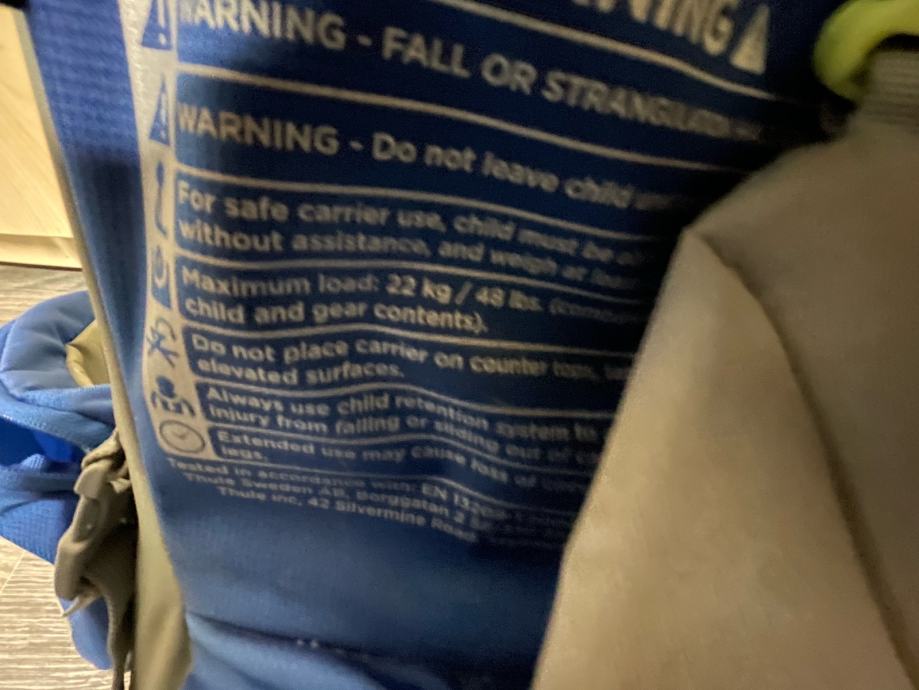 WARNING - FALL OR STRANGULATION
WARNING - Do not leave child
For safe carrier use, child must be
without assistance, and weigh at least
Maximum load: 22 kg / 48 lbs.
child and gear contents).
Do not place carrier on counter tops,
elevated surfaces.
Always use child retention system to
injury from falling or sliding out of
Extended use may cause loss of
legs.
Tested in accordance with: EN
Thule Sweden AB, Borggatan 2
Thule Inc, 42 Silvermine Road